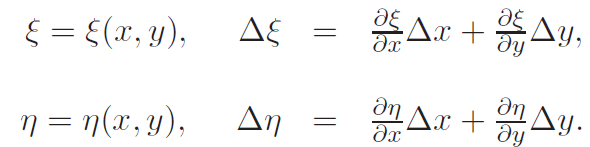 ξ = ξ(x, y), Δξ = ∂ξ/∂x Δx + ∂ξ/∂y Δy,
η = η(x, y), Δη = ∂η/∂x Δx + ∂η/∂y Δy.